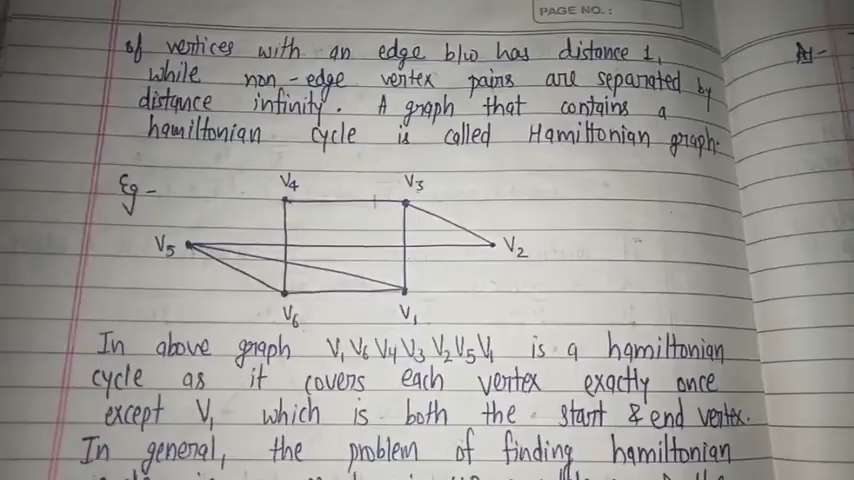 PAGE NO.:
of vertices with an edge b/w has distance 1,
while non-edge vertex pairs are separated by
distance infinity. A graph that contains a
hamiltonian cycle is called Hamiltonian graph.
Eg-
V4 V3
V5 V2
V6 V1
In above graph V1 V6 V4 V3 V2 V5 V1 is a hamiltonian
cycle as it covers each vertex exactly once
except V1 which is both the start & end vertex.
In general, the problem of finding hamiltonian